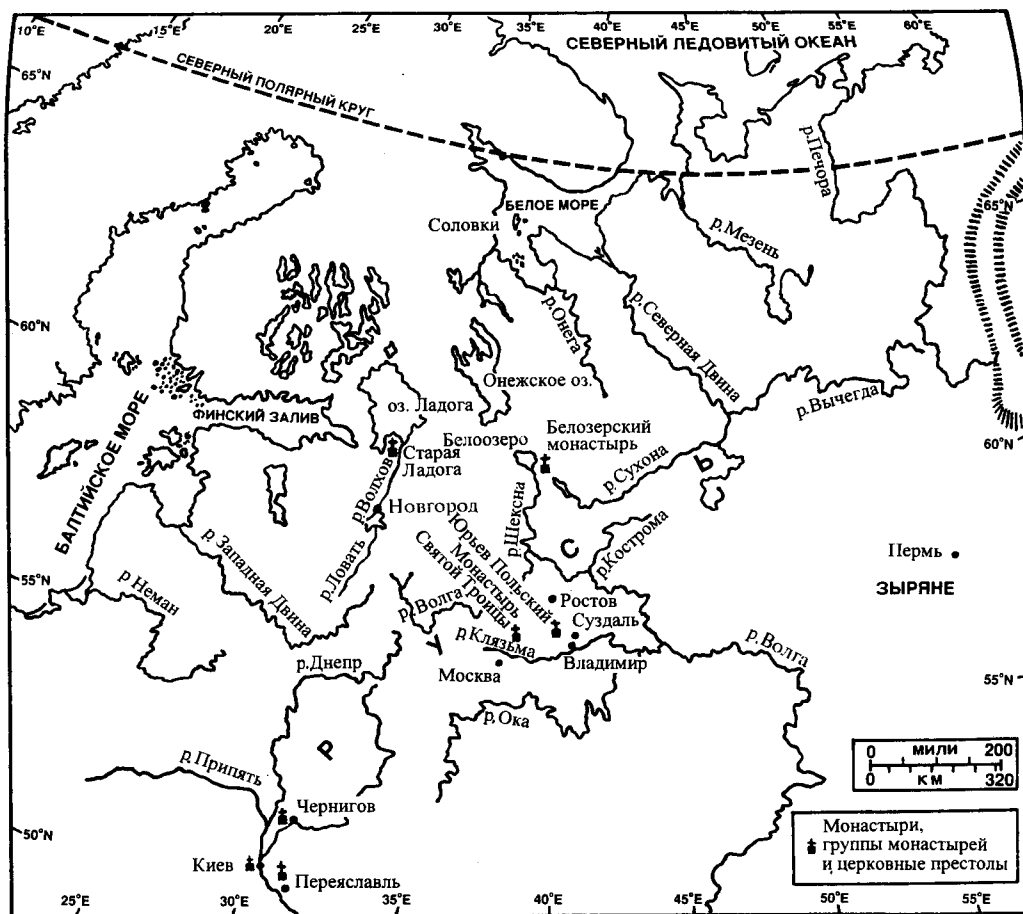 10°E 15°E 20°E 25°E 30°E 35°E 40°E 45°E 50°E 55°E 60°E
СЕВЕРНЫЙ ЛЕДОВИТЫЙ ОКЕАН
65°N
СЕВЕРНЫЙ ПОЛЯРНЫЙ КРУГ
р.Печора
65°N
БЕЛОЕ МОРЕ
Соловки
р.Мезень
р.Онега
р.Северная Двина
60°N
Онежское оз.
оз. Ладога
р.Вычегда
БАЛТИЙСКОЕ МОРЕ
ФИНСКИЙ ЗАЛИВ
60°N
Белоозеро
Белозерский
монастырь
Старая
Ладога
р.Волхов
р.Сухона
Ь
Новгород
р.Шексна
С
р.Кострома
Юрьев Польский
Монастырь
Святой Троицы
р.Ловать
р Западная Двина
Пермь
ЗЫРЯНЕ
55°N
р Неман
Ростов
Суздаль
р.Волга
р.Клязьма
р.Волга
Владимир
р.Днепр
Москва
55°N
р.Ока
Р
0 МИЛИ 200
0 КМ 320
р.Припять
Чернигов
50°N
Монастыри,
группы монастырей
и церковные престолы
Киев
Переяславль
25°E 30°E 35°E 40°E 45°E 50°E 55°E